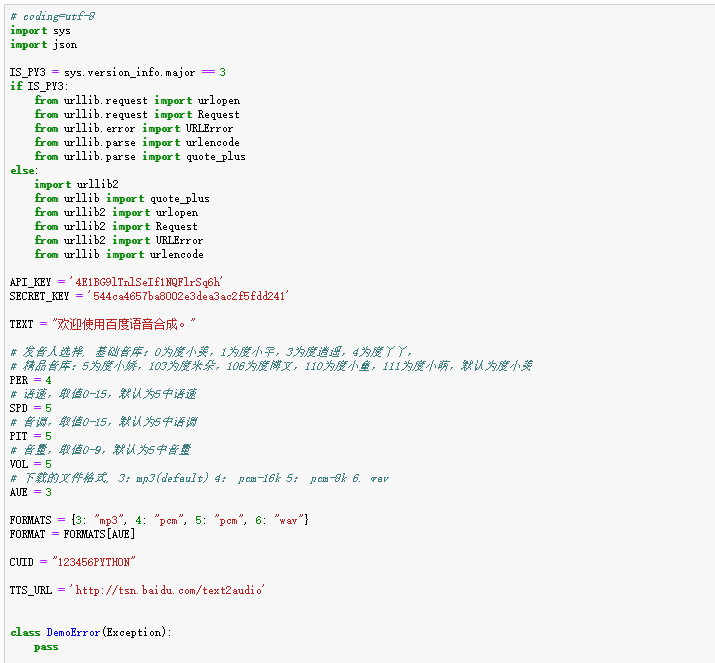 # coding=utf-8
import sys
import json
IS_PY3 = sys.version_info.major == 3
if IS_PY3:
    from urllib.request import urlopen
    from urllib.request import Request
    from urllib.error import URLError
    from urllib.parse import urlencode
    from urllib.parse import quote_plus
else:
    import urllib2
    from urllib import quote_plus
    from urllib2 import urlopen
    from urllib2 import Request
    from urllib2 import URLError
    from urllib import urlencode
API_KEY = '4E1BG9lTnlSeIf1NQFlrSq6h'
SECRET_KEY = '544ca4657ba8002e3dea3ac2f5fdd241'
TEXT = "欢迎使用百度语音合成。"
# 发音人选择, 基础音库：0为度小美，1为度小宇，3为度逍遥，4为度丫丫，
# 精品音库：5为度小娇，103为度米朵，106为度博文，110为度小童，111为度小萌，默认为度小美
PER = 4
# 语速，取值0-15，默认为5中语速
SPD = 5
# 音调，取值0-15，默认为5中语调
PIT = 5
# 音量，取值0-9，默认为5中音量
VOL = 5
# 下载的文件格式, 3：mp3(default) 4： pcm-16k 5： pcm-8k 6. wav
AUE = 3
FORMATS = {3: "mp3", 4: "pcm", 5: "pcm", 6: "wav"}
FORMAT = FORMATS[AUE]
CUID = "123456PYTHON"
TTS_URL = 'http://tsn.baidu.com/text2audio'
class DemoError(Exception):
    pass